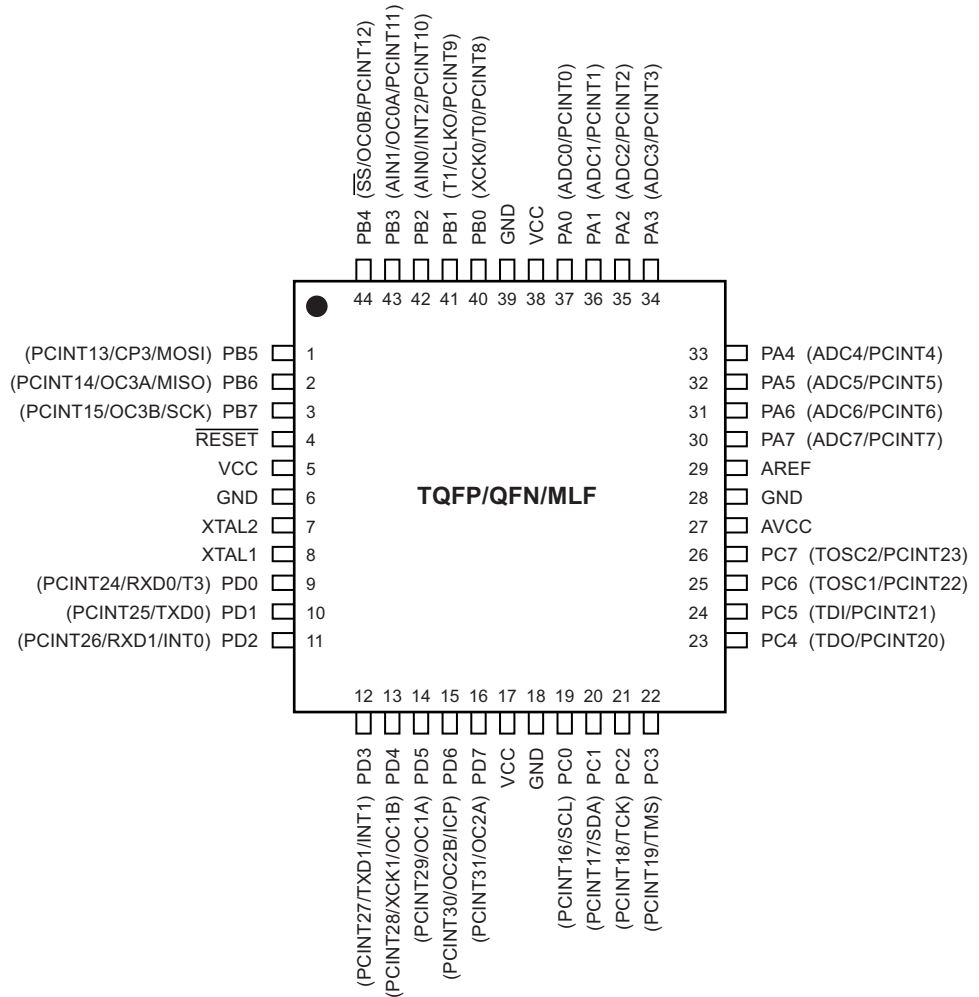 PB4 (SS/OC0B/PCINT12)
PB3 (AIN1/OC0A/PCINT11)
PB2 (AIN0/INT2/PCINT10)
PB1 (T1/CLKO/PCINT9)
PB0 (XCK0/T0/PCINT8)
GND
VCC
PA0 (ADC0/PCINT0)
PA1 (ADC1/PCINT1)
PA2 (ADC2/PCINT2)
PA3 (ADC3/PCINT3)
44 43 42 41 40 39 38 37 36 35 34
(PCINT13/CP3/MOSI) PB5 1
(PCINT14/OC3A/MISO) PB6 2
(PCINT15/OC3B/SCK) PB7 3
RESET 4
VCC 5
GND 6
XTAL2 7
XTAL1 8
(PCINT24/RXD0/T3) PD0 9
(PCINT25/TXD0) PD1 10
(PCINT26/RXD1/INT0) PD2 11
TQFP/QFN/MLF
33 PA4 (ADC4/PCINT4)
32 PA5 (ADC5/PCINT5)
31 PA6 (ADC6/PCINT6)
30 PA7 (ADC7/PCINT7)
29 AREF
28 GND
27 AVCC
26 PC7 (TOSC2/PCINT23)
25 PC6 (TOSC1/PCINT22)
24 PC5 (TDI/PCINT21)
23 PC4 (TDO/PCINT20)
12 13 14 15 16 17 18 19 20 21 22
(PCINT27/TXD1/INT1) PD3
(PCINT28/XCK1/OC1B) PD4
(PCINT29/OC1A) PD5
(PCINT30/OC2B/ICP) PD6
(PCINT31/OC2A) PD7
VCC
GND
(PCINT16/SCL) PC0
(PCINT17/SDA) PC1
(PCINT18/TCK) PC2
(PCINT19/TMS) PC3